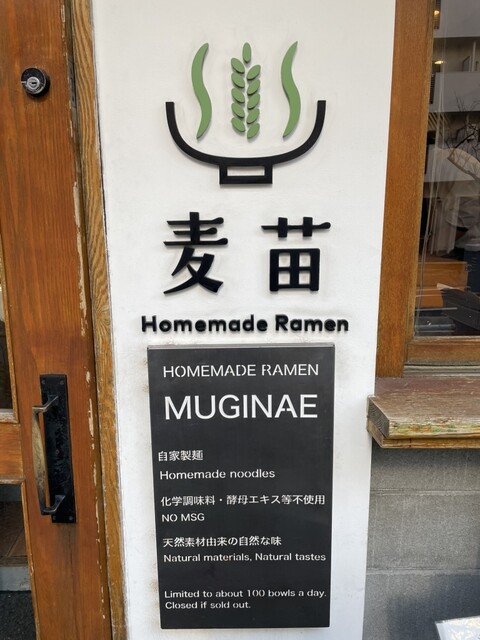 麦苗
Homemade Ramen
HOMEMADE RAMEN
MUGINAE
自家製麺
Homemade noodles
化学調味料・酵母エキス等不使用
NO MSG
天然素材由来の自然な味
Natural materials, Natural tastes
Limited to about 100 bowls a day.
Closed if sold out.